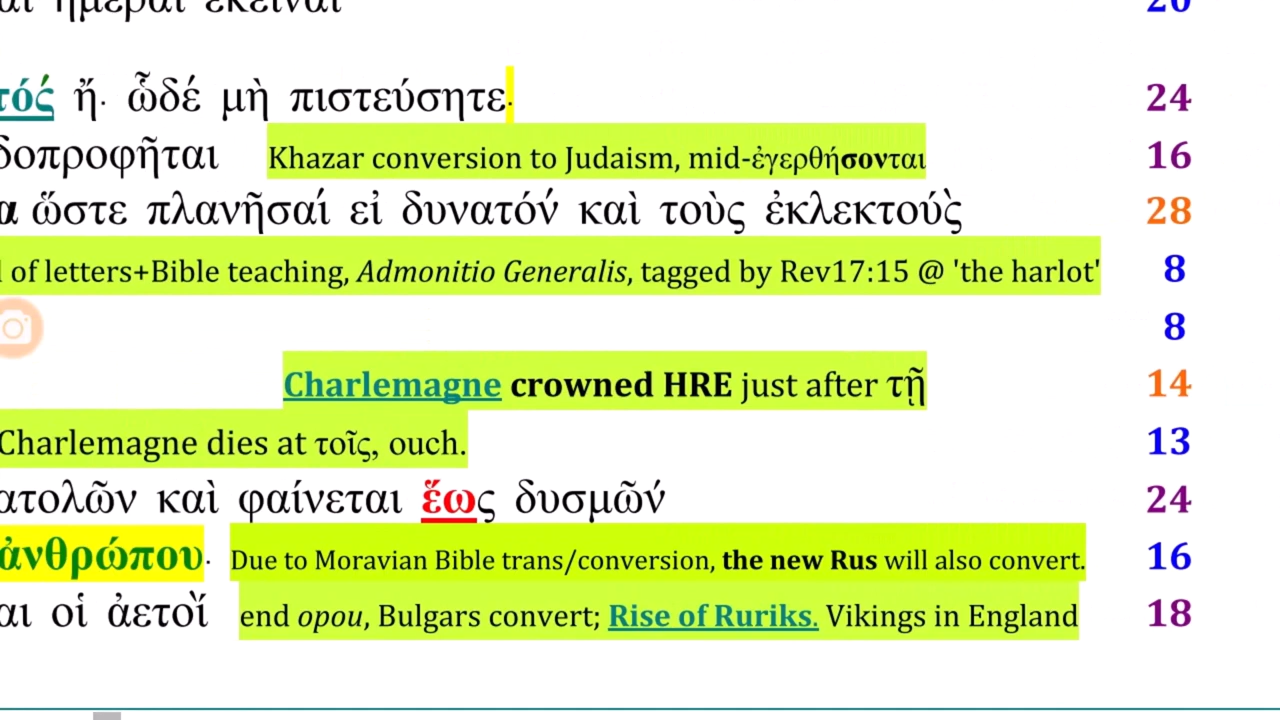 αι ἡμέραι ἐκεῖναι 20
τός ἤ· ὧδέ μὴ πιστεύσητε· 24
δοπροφῆται Khazar conversion to Judaism, mid-ἐγερθήσονται 16
α ὥστε πλανῆσαί εἰ δυνατόν́ καὶ τοὺς ἐκλεκτούς̀ 28
l of letters+Bible teaching, Admonitio Generalis, tagged by Rev17:15 @ 'the harlot' 8
8
Charlemagne crowned HRE just after τῇ 14
Charlemagne dies at τοῖς, ouch. 13
ατολῶν καὶ φαίνεται ἕως δυσμῶν́ 24
ἀνθρώπου· Due to Moravian Bible trans/conversion, the new Rus will also convert. 16
αι οἱ ἀετοΐ end opou, Bulgars convert; Rise of Ruriks. Vikings in England 18